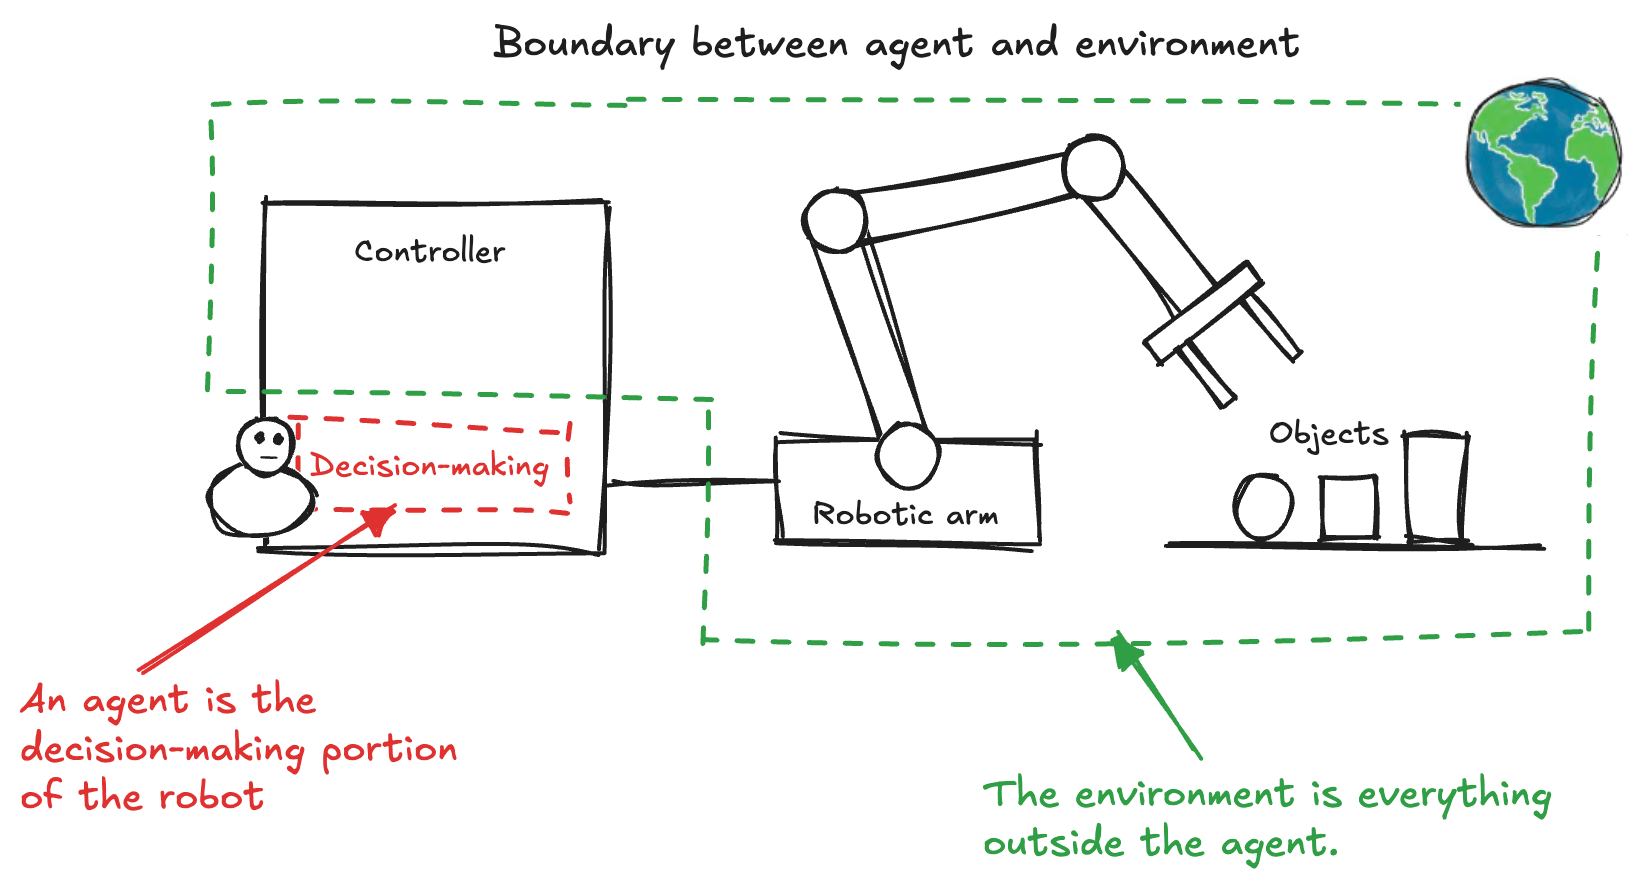 Boundary between agent and environment
Controller
Decision-making
Robotic arm
Objects
An agent is the
decision-making portion
of the robot
The environment is everything
outside the agent.